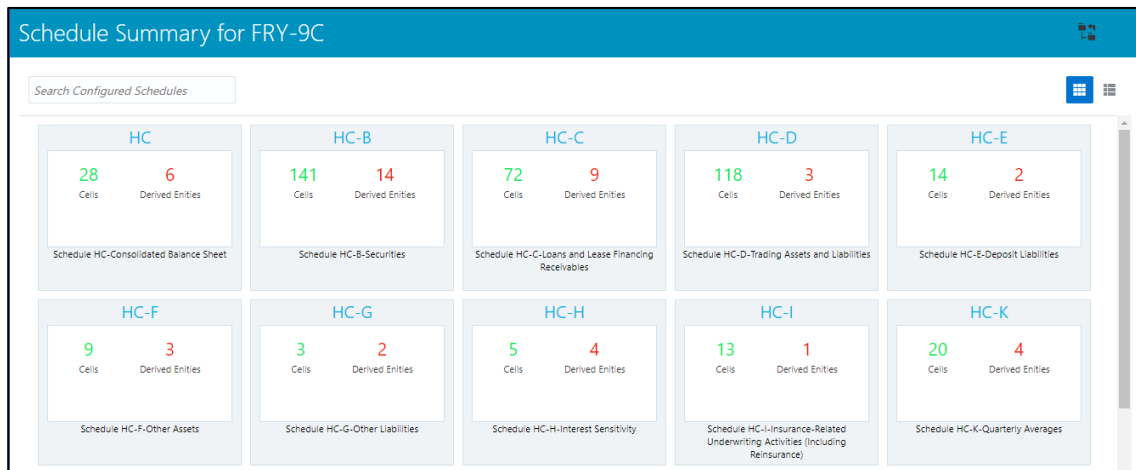 Schedule Summary for FRY-9C
Search Configured Schedules
HC
28 6
Cells Derived Enities
Schedule HC-Consolidated Balance Sheet
HC-B
141 14
Cells Derived Enities
Schedule HC-B-Securities
HC-C
72 9
Cells Derived Enities
Schedule HC-C-Loans and Lease Financing
Receivables
HC-D
118 3
Cells Derived Enities
Schedule HC-D-Trading Assets and Liabilities
HC-E
14 2
Cells Derived Enities
Schedule HC-E-Deposit Liabilities
HC-F
9 3
Cells Derived Enities
Schedule HC-F-Other Assets
HC-G
3 2
Cells Derived Enities
Schedule HC-G-Other Liabilities
HC-H
5 4
Cells Derived Enities
Schedule HC-H-Interest Sensitivity
HC-I
13 1
Cells Derived Enities
Schedule HC-I-Insurance-Related
Underwriting Activities (Including
Reinsurance)
HC-K
20 4
Cells Derived Enities
Schedule HC-K-Quarterly Averages